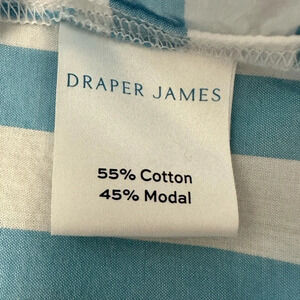 DRAPER JAMES
55% Cotton
45% Modal